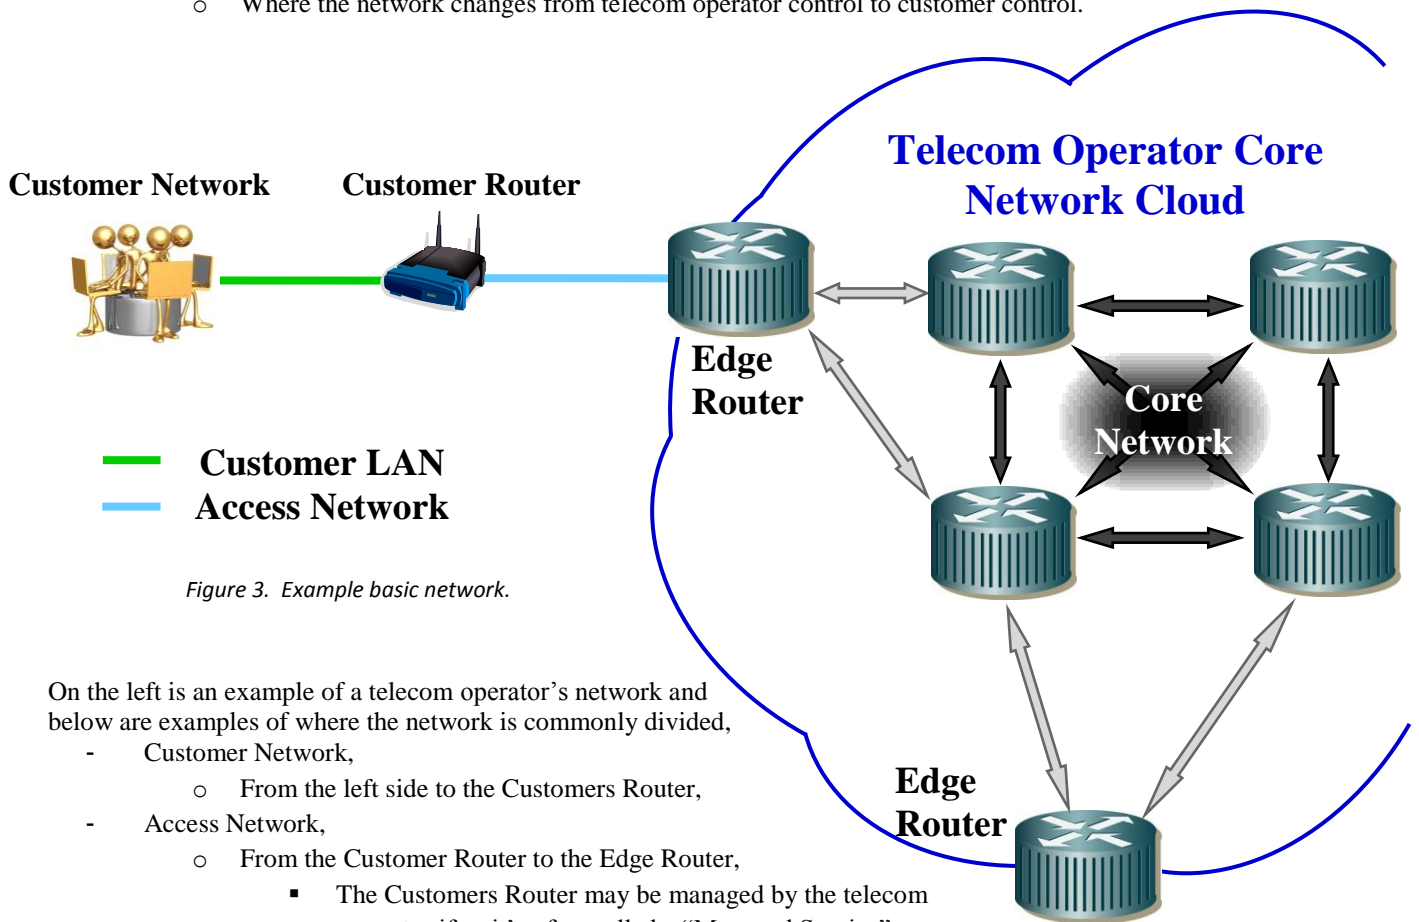 o Where the network changes from telecom operator control to customer control.
Telecom Operator Core
Network Cloud
Customer Network
Customer Router
Edge
Router
Core
Network
Customer LAN
Access Network
Figure 3. Example basic network.
On the left is an example of a telecom operator’s network and
below are examples of where the network is commonly divided,
- Customer Network,
o From the left side to the Customers Router,
- Access Network,
o From the Customer Router to the Edge Router,
▪ The Customers Router may be managed by the telecom
Edge
Router